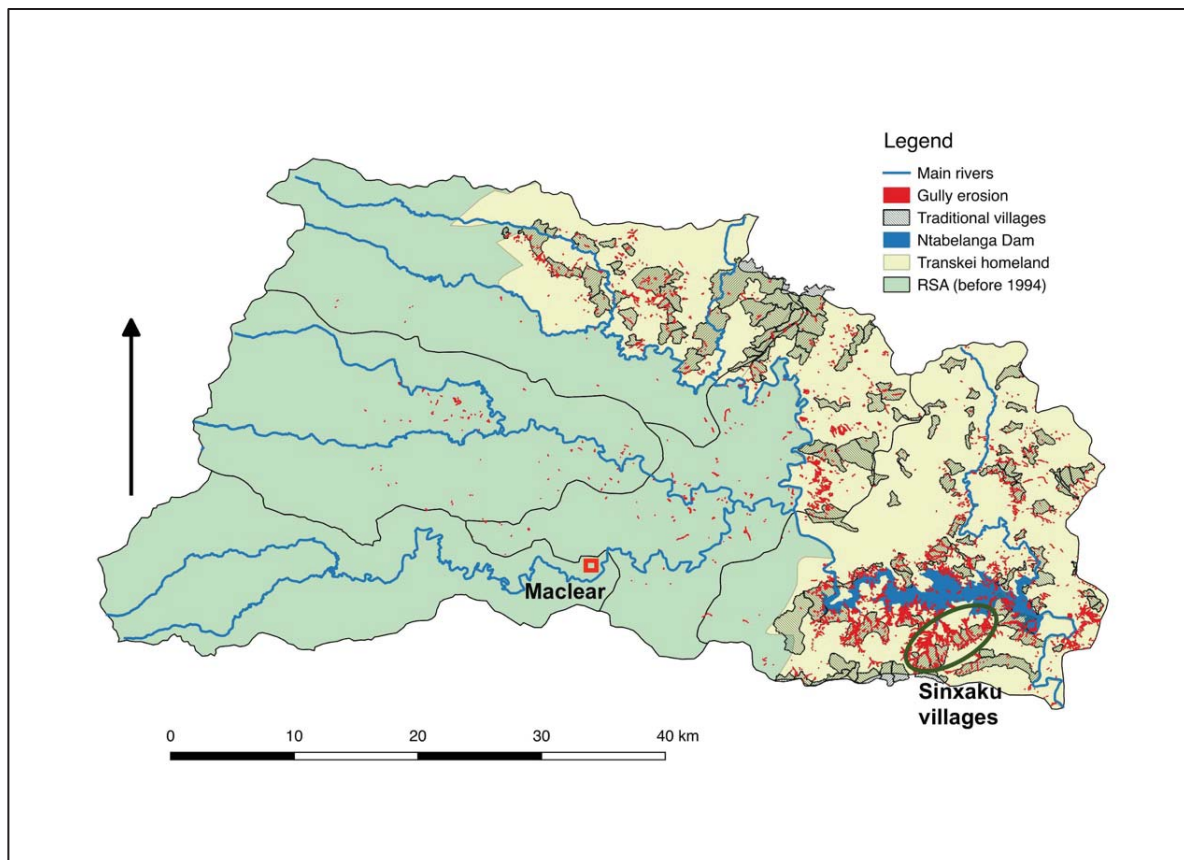 Legend
Main rivers
Gully erosion
Traditional villages
Ntabelanga Dam
Transkei homeland
RSA (before 1994)
Maclear
Sinxaku
villages
0 10 20 30 40 km